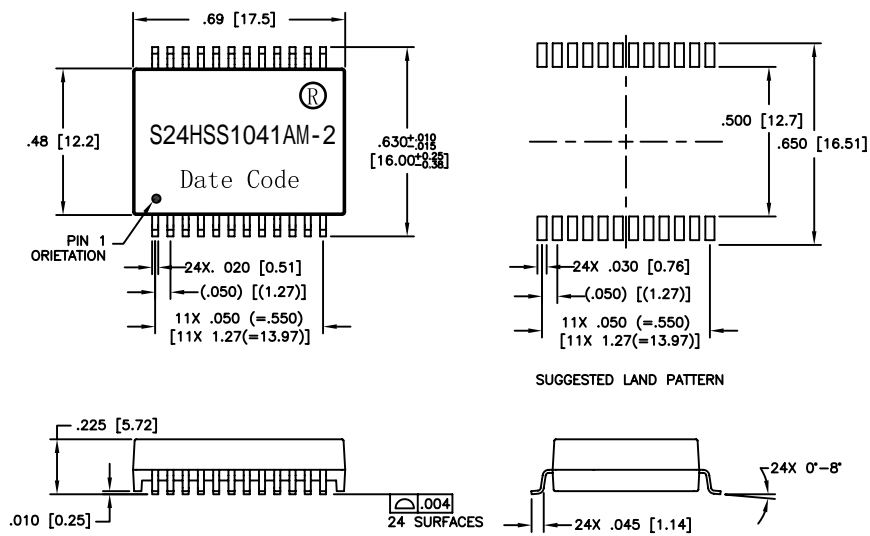 .69 [17.5]
®
S24HSS1041AM-2
Date Code
.48 [12.2]
.630+.010
-.015
[16.00+0.25
-0.38]
PIN 1
ORIETATION
24X. 020 [0.51]
(.050) [(1.27)]
11X .050 (=.550)
[11X 1.27(=13.97)]
.500 [12.7]
.650 [16.51]
24X .030 [0.76]
(.050) [(1.27)]
11X .050 (=.550)
[11X 1.27(=13.97)]
SUGGESTED LAND PATTERN
.225 [5.72]
.010 [0.25]
.004
24 SURFACES
24X 0°-8°
24X .045 [1.14]